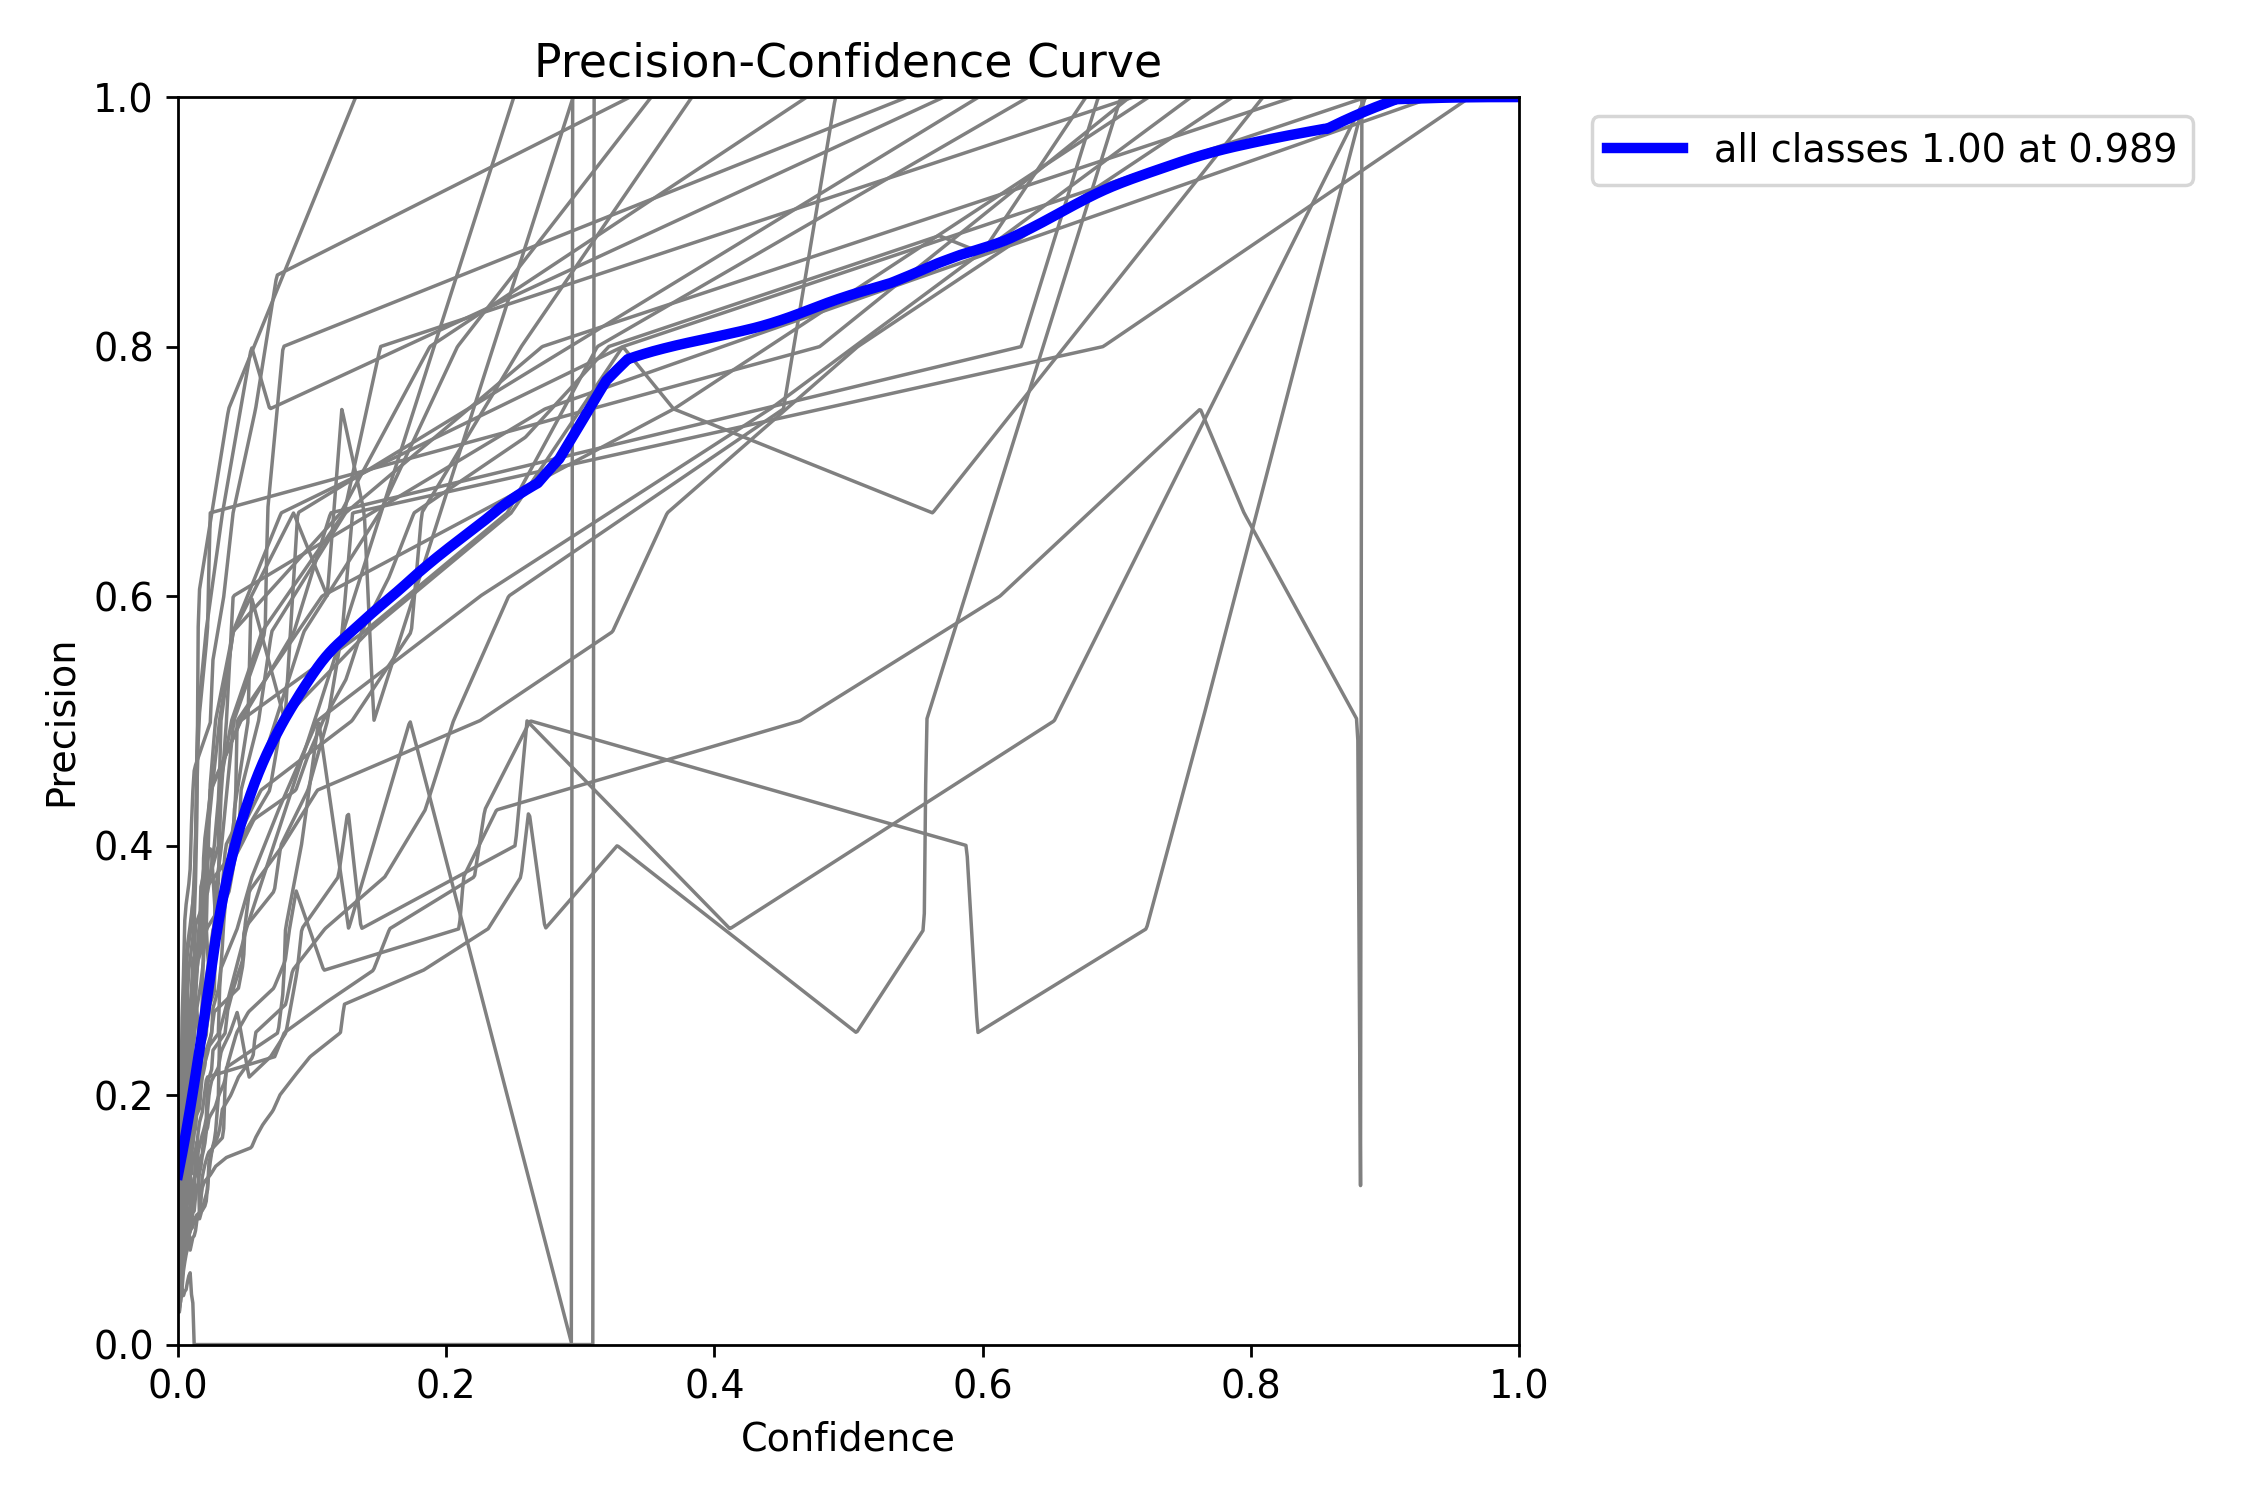 Precision-Confidence Curve
all classes 1.00 at 0.989
Precision
1.0
0.8
0.6
0.4
0.2
0.0
0.0 0.2 0.4 0.6 0.8 1.0
Confidence